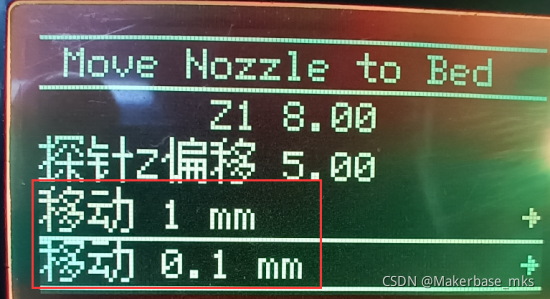 Move Nozzle to Bed
Z1 8.00
探针Z偏移 5.00
移动 1 mm
移动 0.1 mm
CSDN @Makerbase_mks